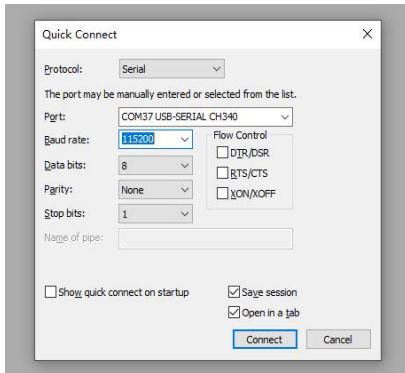 Quick Connect
Protocol: Serial
The port may be manually entered or selected from the list.
Port: COM37 USB-SERIAL CH340
Baud rate: 115200
Flow Control
DTR/DSR
Data bits: 8
RTS/CTS
Parity: None
XON/XOFF
Stop bits: 1
Name of pipe:
Show quick connect on startup
Save session
Open in a tab
Connect Cancel